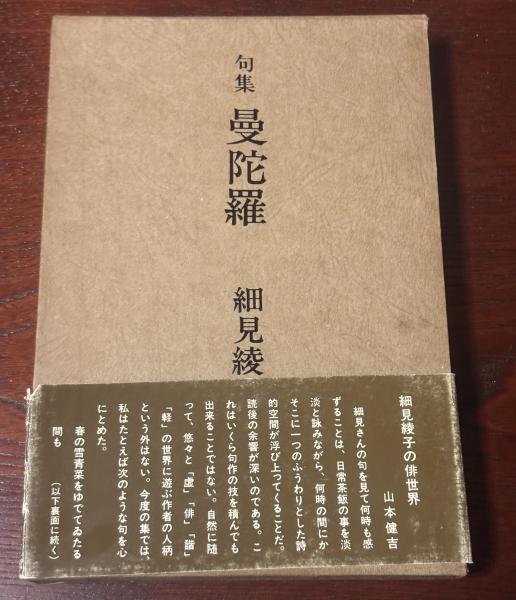 句集
曼陀羅
細見綾
細見綾子の俳世界
山本健吉
細見さんの句を見て何時も感
ずることは、日常茶飯の事を淡
淡と詠みながら、何時の間にか
そこに一つのふうわりとした詩
的空間が浮び上つてくることだ。
読後の余響が深いのである。こ
れはいくら句作の技を積んでも
出来ることではない。自然に随
って、悠々と「虚」「俳」「諧」
「軽」の世界に遊ぶ作者の人柄
という外はない。今度の集では、
私はたとえば次のような句を心
にとめた。
春の雪青菜をゆでてゐたる
間も
（以下裏面に続く）